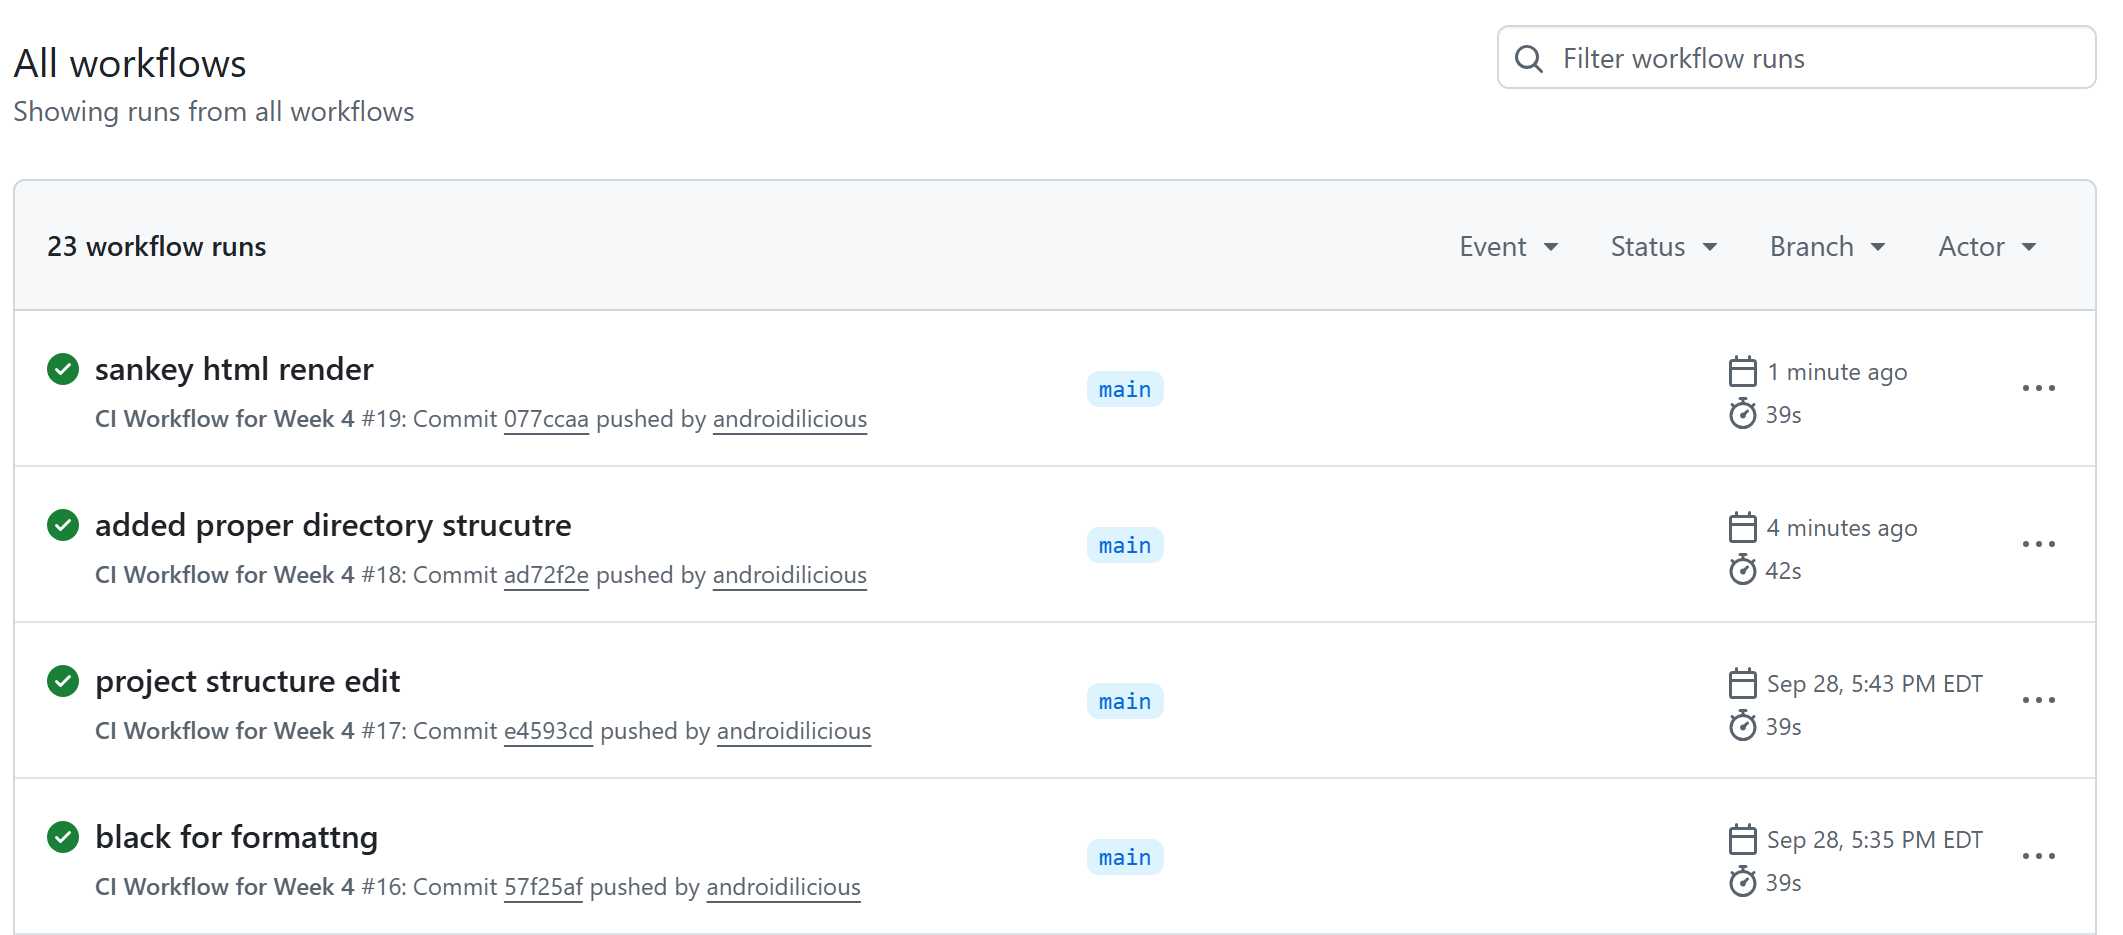 All workflows
Filter workflow runs
Showing runs from all workflows
23 workflow runs
Event Status Branch Actor
sankey html render
CI Workflow for Week 4 #19: Commit 077ccaa pushed by androidilicious
main
1 minute ago
39s
added proper directory strucutre
CI Workflow for Week 4 #18: Commit ad72f2e pushed by androidilicious
main
4 minutes ago
42s
project structure edit
CI Workflow for Week 4 #17: Commit e4593cd pushed by androidilicious
main
Sep 28, 5:43 PM EDT
39s
black for formattng
CI Workflow for Week 4 #16: Commit 57f25af pushed by androidilicious
main
Sep 28, 5:35 PM EDT
39s